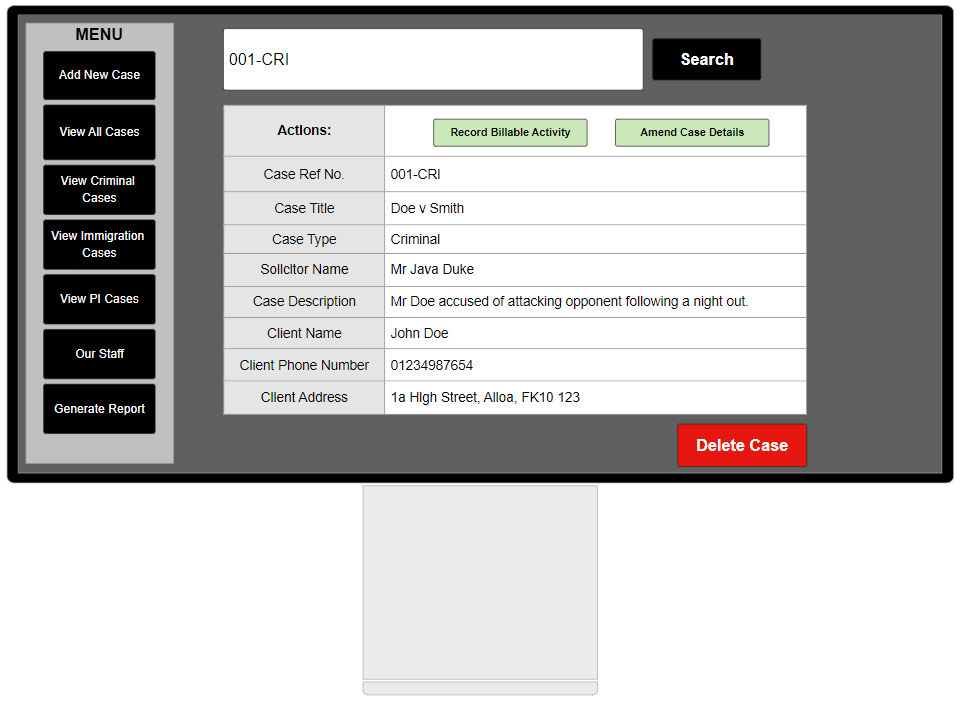 MENU
Add New Case
View All Cases
View Criminal
Cases
View Immigration
Cases
View PI Cases
Our Staff
Generate Report
001-CRI
Search
Actions:
Record Billable Activity
Amend Case Details
Case Ref No.
001-CRI
Case Title
Doe v Smith
Case Type
Criminal
Solicitor Name
Mr Java Duke
Case Description
Mr Doe accused of attacking opponent following a night out.
Client Name
John Doe
Client Phone Number
01234987654
Client Address
1a High Street, Alloa, FK10 123
Delete Case